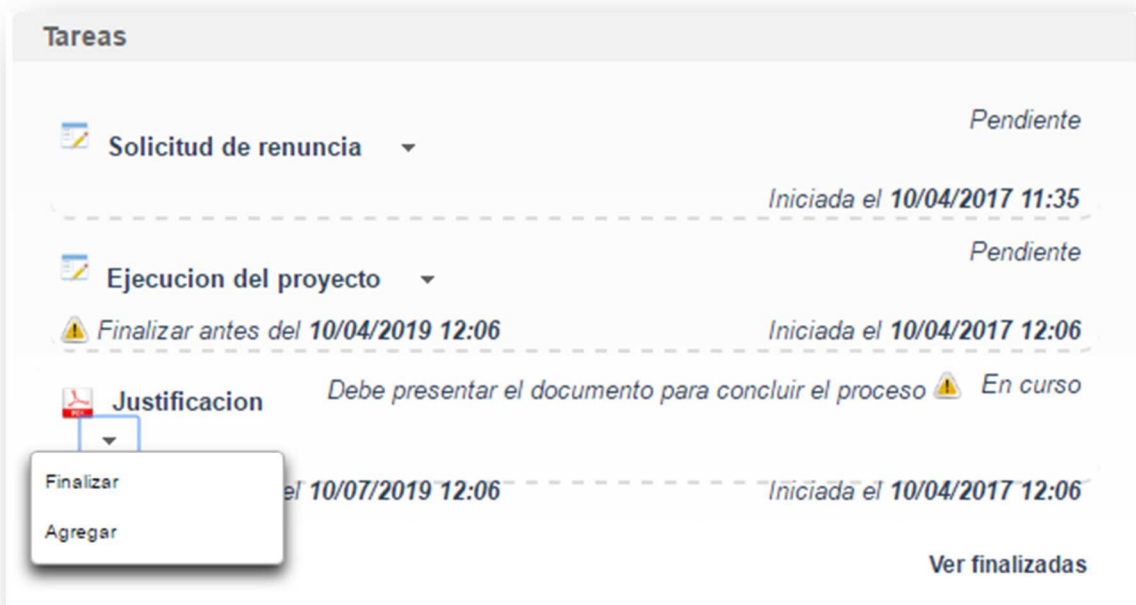 Tareas
Pendiente
Solicitud de renuncia
Iniciada el 10/04/2017 11:35
Pendiente
Ejecucion del proyecto
Finalizar antes del 10/04/2019 12:06 Iniciada el 10/04/2017 12:06
Justificacion Debe presentar el documento para concluir el proceso En curso
Finalizar
el 10/07/2019 12:06 Iniciada el 10/04/2017 12:06
Agregar
Ver finalizadas